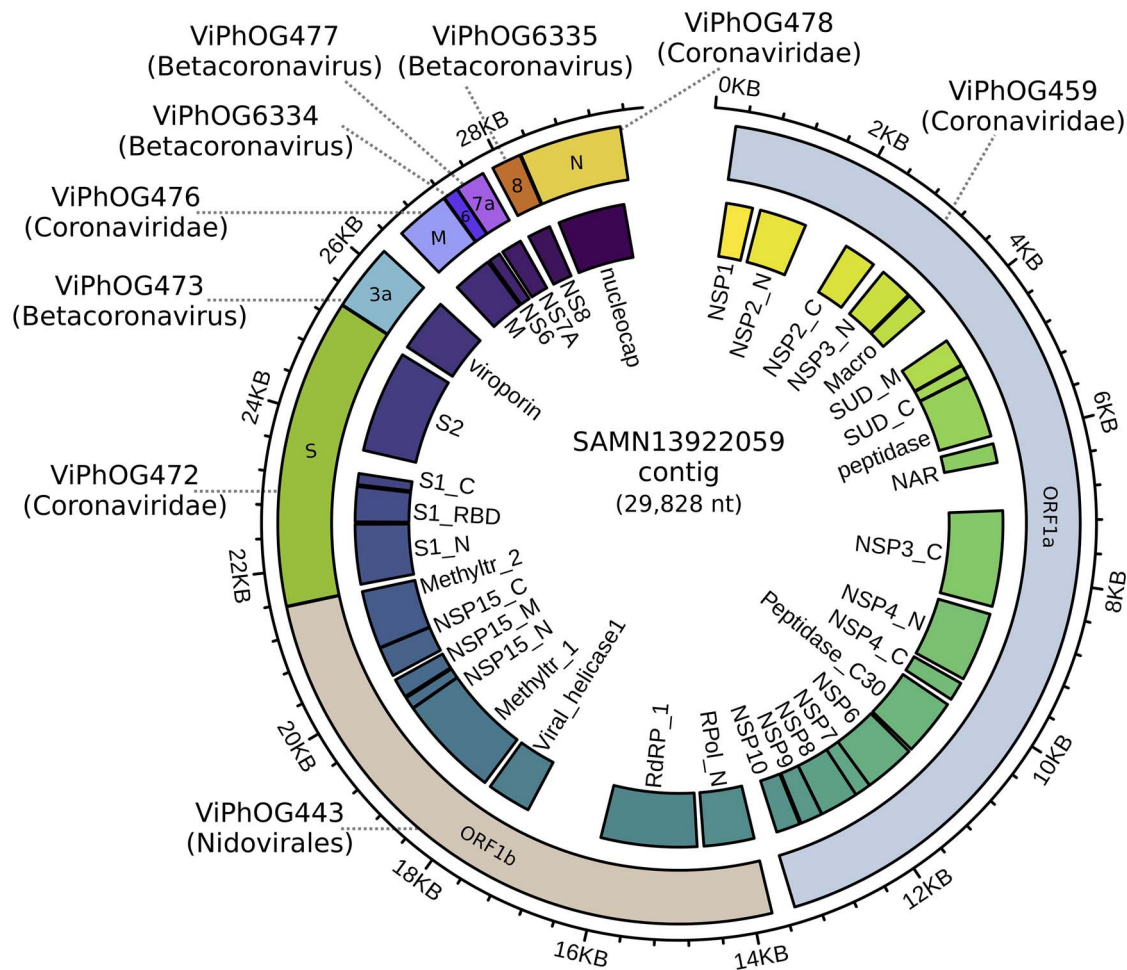 ViPhOG477
(Betacoronavirus)
ViPhOG6335
(Betacoronavirus)
ViPhOG478
(Coronaviridae)
ViPhOG459
(Coronaviridae)
ViPhOG6334
(Betacoronavirus)
ViPhOG476
(Coronaviridae)
ViPhOG473
(Betacoronavirus)
ViPhOG472
(Coronaviridae)
ViPhOG443
(Nidovirales)
0KB
2KB
4KB
6KB
8KB
10KB
12KB
14KB
16KB
18KB
20KB
22KB
24KB
26KB
28KB
ORF1a
ORF1b
S
3a
M
6
7a
8
N
NSP1
NSP2_N
NSP2_C
NSP3_N
Macro
SUD_M
SUD_C
peptidase
NAR
NSP3_C
NSP4_N
NSP4_C
Peptidase_C30
NSP6
NSP7
NSP8
NSP9
NSP10
RPol_N
RdRP_1
Viral_helicase1
Methyltr_1
NSP15_N
NSP15_M
NSP15_C
Methyltr_2
S1_N
S1_RBD
S1_C
S2
viroporin
M
NS6
NS7A
NS8
nucleocap
SAMN13922059
contig
(29,828 nt)